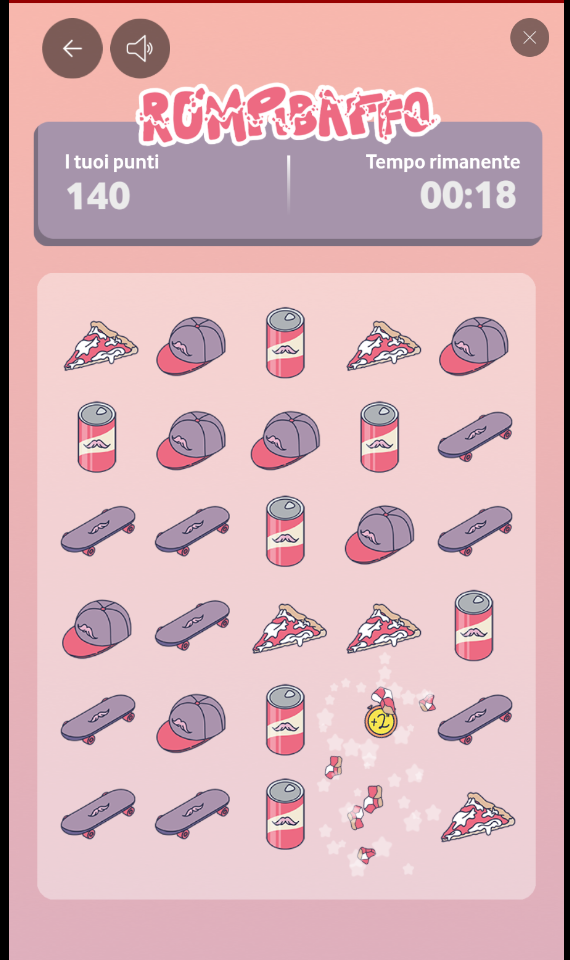 ROMPIBAFFO
I tuoi punti
Tempo rimanente
140
00:18
+2